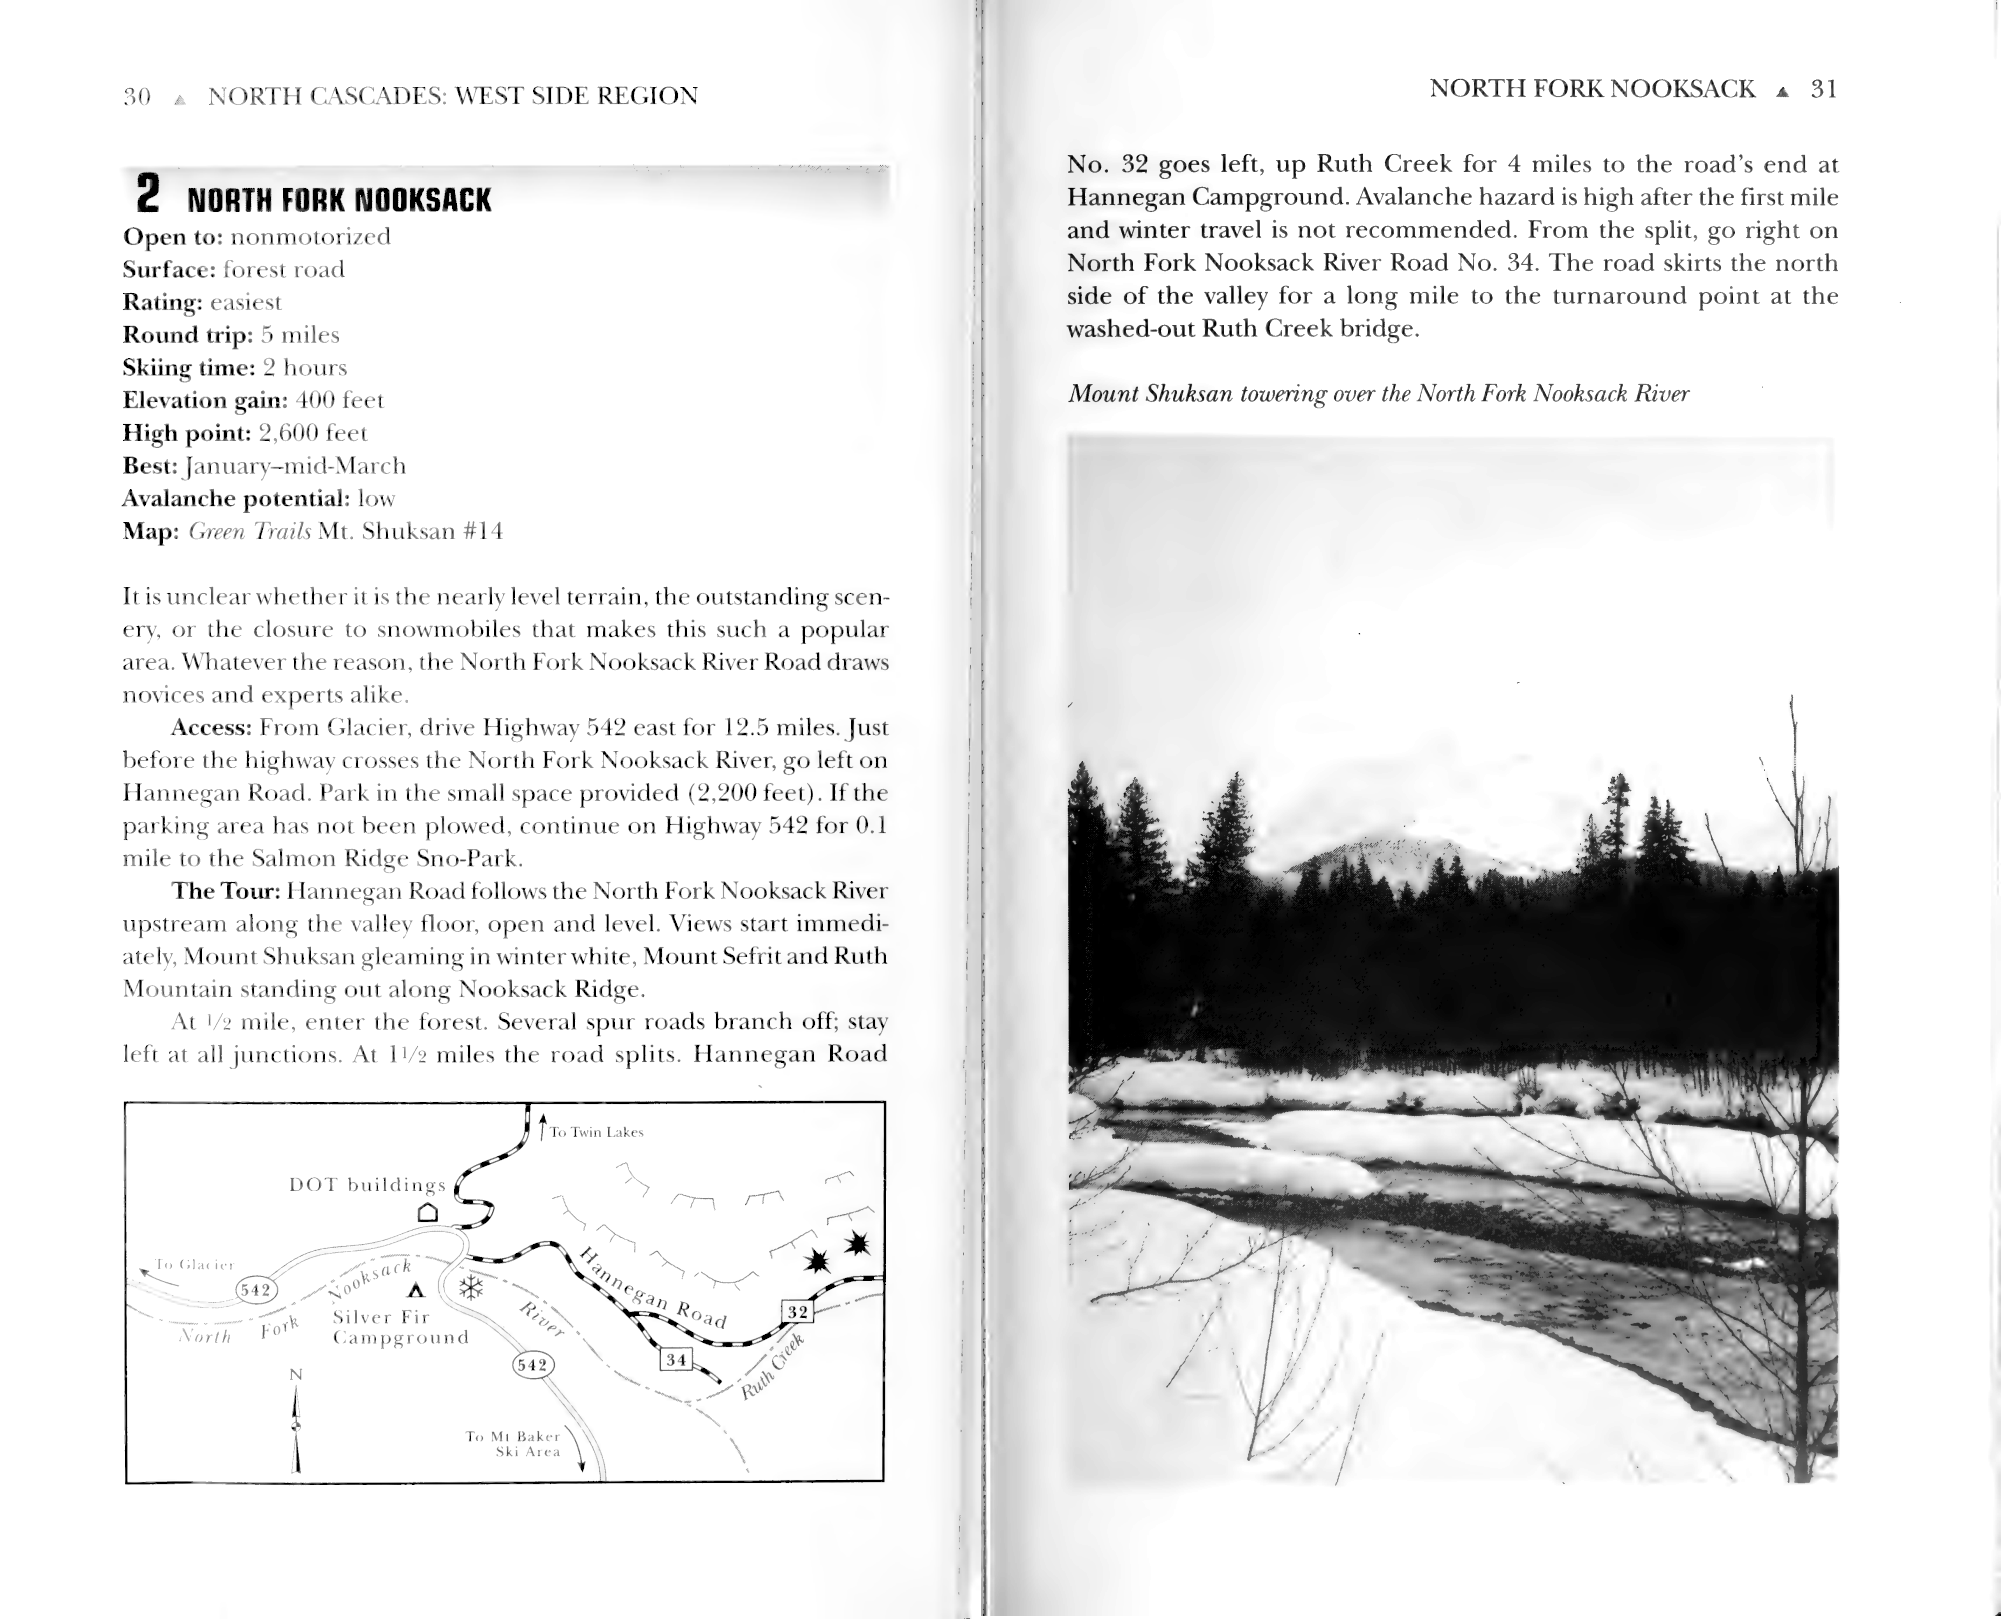 30 ▲ NORTH CASCADES: WEST SIDE REGION
2 NORTH FORK NOOKSACK
Open to: nonmotorized
Surface: forest road
Rating: easiest
Round trip: 5 miles
Skiing time: 2 hours
Elevation gain: 400 feet
High point: 2,600 feet
Best: January–mid-March
Avalanche potential: low
Map: Green Trails Mt. Shuksan #14
It is unclear whether it is the nearly level terrain, the outstanding scen-
ery, or the closure to snowmobiles that makes this such a popular
area. Whatever the reason, the North Fork Nooksack River Road draws
novices and experts alike.
Access: From Glacier, drive Highway 542 east for 12.5 miles. Just
before the highway crosses the North Fork Nooksack River, go left on
Hannegan Road. Park in the small space provided (2,200 feet). If the
parking area has not been plowed, continue on Highway 542 for 0.1
mile to the Salmon Ridge Sno-Park.
The Tour: Hannegan Road follows the North Fork Nooksack River
upstream along the valley floor, open and level. Views start immedi-
ately, Mount Shuksan gleaming in winter white, Mount Sefrit and Ruth
Mountain standing out along Nooksack Ridge.
At 1/2 mile, enter the forest. Several spur roads branch off; stay
left at all junctions. At 1 1/2 miles the road splits. Hannegan Road
To Twin Lakes
DOT buildings
To Glacier
542
North Fork Nooksack River
Silver Fir
Campground
Hannegan Road
32
34
Ruth Creek
542
N
To Mt Baker
Ski Area
NORTH FORK NOOKSACK ▲ 31
No. 32 goes left, up Ruth Creek for 4 miles to the road's end at
Hannegan Campground. Avalanche hazard is high after the first mile
and winter travel is not recommended. From the split, go right on
North Fork Nooksack River Road No. 34. The road skirts the north
side of the valley for a long mile to the turnaround point at the
washed-out Ruth Creek bridge.
Mount Shuksan towering over the North Fork Nooksack River